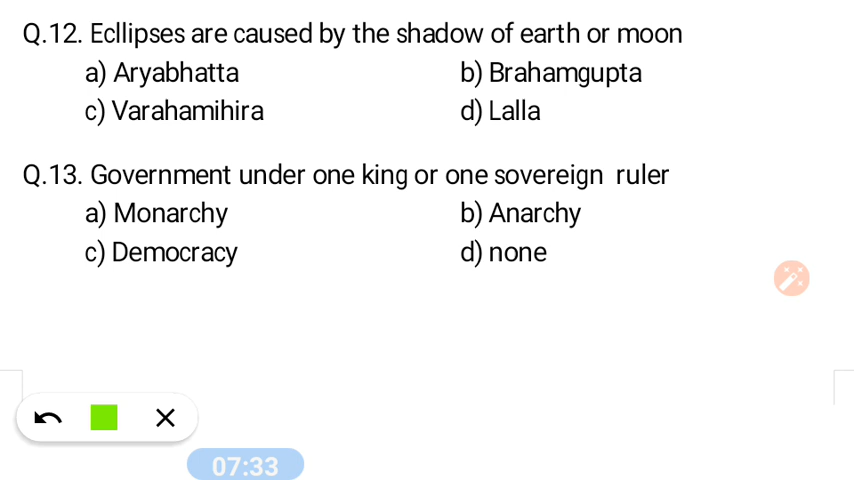 Q.12. Ecllipses are caused by the shadow of earth or moon
a) Aryabhatta b) Brahamgupta
c) Varahamihira d) Lalla
Q.13. Government under one king or one sovereign ruler
a) Monarchy b) Anarchy
c) Democracy d) none
07:33